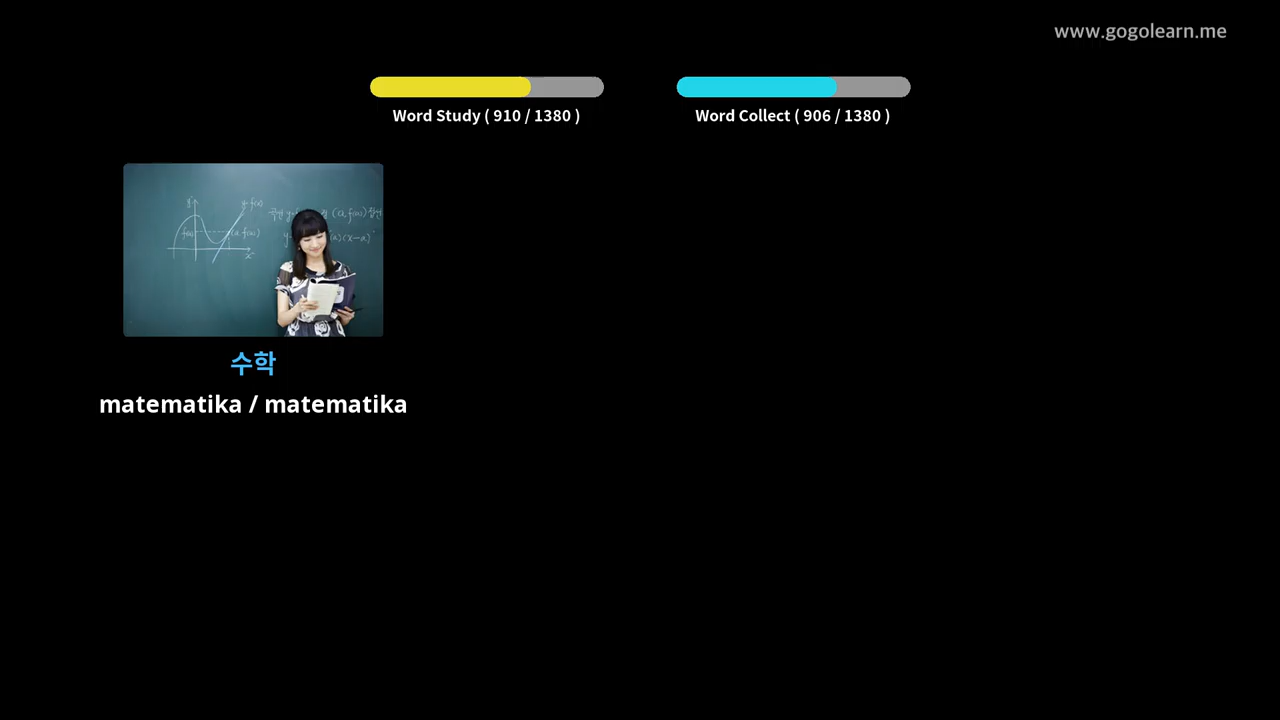 www.gogolearn.me
Word Study ( 910 / 1380 )
Word Collect ( 906 / 1380 )
y=f(x)
f(a)
(a, f(a))
x
수학
matematika / matematika